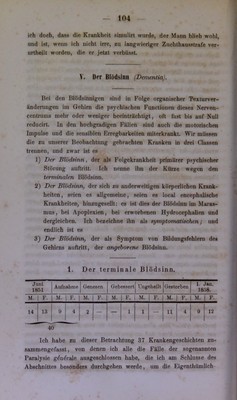 — 104 —
ich doch, dass die Krankheit simulirt wurde, der Mann blieb wohl,
und ist, wenn ich nicht irre, zu langwieriger Zuchthausstrafe ver-
urtheilt worden, die er jetzt verbüsst.
V. Der Blödsinn (Dementia).
Bei den Blödsinnigen sind in Folge organischer Texturver-
änderungen im Gehirn die psychischen Functionen dieses Nerven-
centrums mehr oder weniger beeinträchtigt, oft fast bis auf Null
reducirt. In den hochgradigen Fällen sind auch die motorischen
Impulse und die sensiblen Erregbarkeiten miterkrankt. Wir müssen
die zu unserer Beobachtung gebrachten Kranken in drei Classen
trennen, und zwar ist es
1) Der Blödsinn, der als Folgekrankheit primärer psychischer
Störung auftritt. Ich nenne ihn der Kürze wegen den
terminalen Blödsinn.
2) Der Blödsinn, der sich zu anderweitigen körperlichen Krank-
heiten, seien es allgemeine, seien es local encephalische
Krankheiten, hinzugesellt: es ist dies der Blödsinn im Maras-
mus, bei Apoplexien, bei erworbenem Hydrocephalus und
dergleichen. Ich bezeichne ihn als symptomatischen; und
endlich ist es
3) Der Blödsinn, der als Symptom von Bildungsfehlern des
Gehirns auftritt, der angeborene Blödsinn.
1. Der terminale Blödsinn.
Juni 1851 Aufnahme Genesen Gebessert Ungeheilt Gestorben 1. Jan. 1858.
M. F. M. F. M. F. M. F. M. F. M. F. M. F.
14 13 9 4 2 — — 1 1 — 11 4 9 12
40
Ich habe zu dieser Betrachtung 37 Krankengeschichten zu-
sammengefasst, von denen ich alle die Fälle der sogenannten
Paralysie générale ausgeschlossen habe, die ich am Schlusse des
Abschnittes besonders durchgehen werde, um die Eigenthümlich-